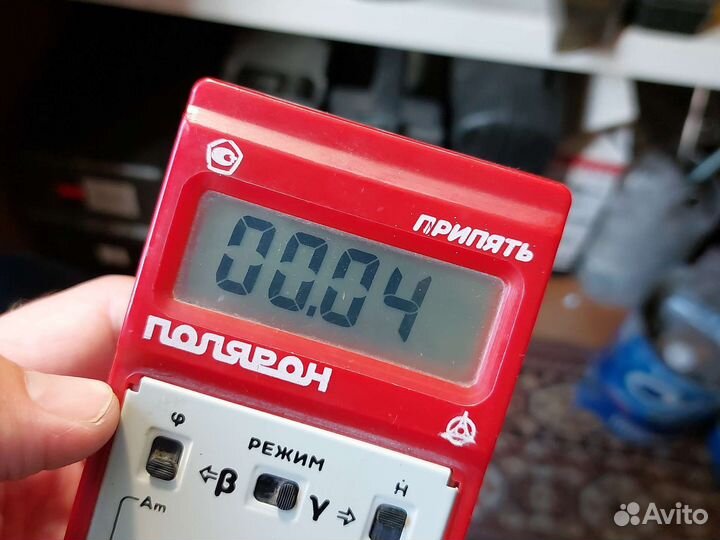 ПРИПЯТЬ
00.04
ПОЛЯРОН
φ
РЕЖИМ
Ḣ
⇦β
γ⇨
Am
Avito